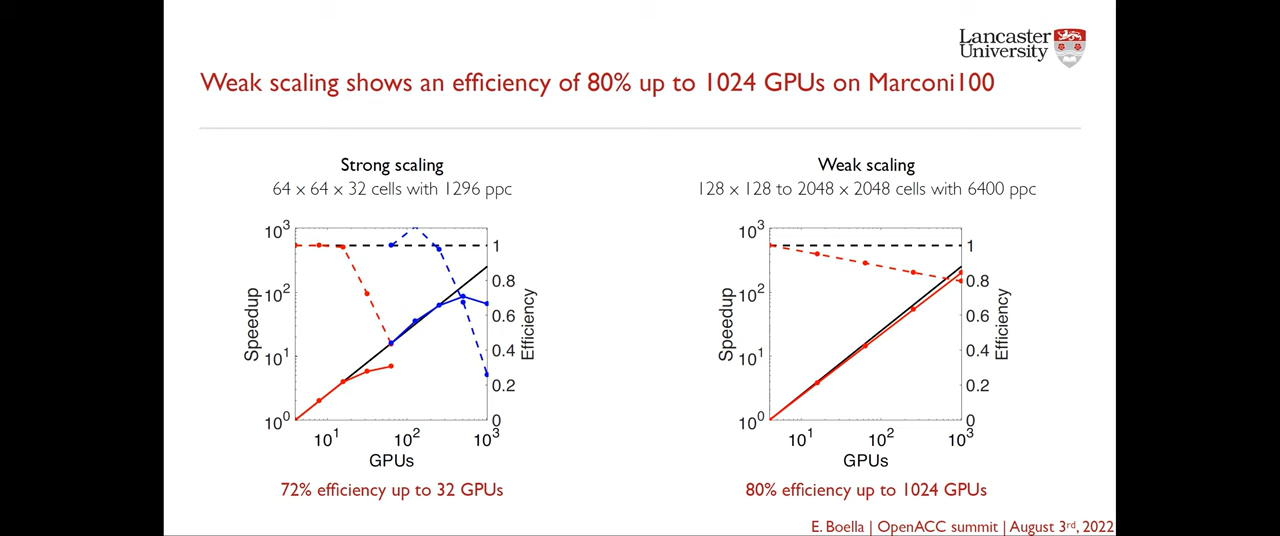 Lancaster
University
Weak scaling shows an efficiency of 80% up to 1024 GPUs on Marconi100
Strong scaling
64 x 64 x 32 cells with 1296 ppc
10³
10²
10¹
10⁰
Speedup
1
0.8
0.6
0.4
0.2
0
Efficiency
10¹
10²
10³
GPUs
72% efficiency up to 32 GPUs
Weak scaling
128 x 128 to 2048 x 2048 cells with 6400 ppc
10³
10²
10¹
10⁰
Speedup
1
0.8
0.6
0.4
0.2
0
Efficiency
10¹
10²
10³
GPUs
80% efficiency up to 1024 GPUs
E. Boella | OpenACC summit | August 3rd, 2022